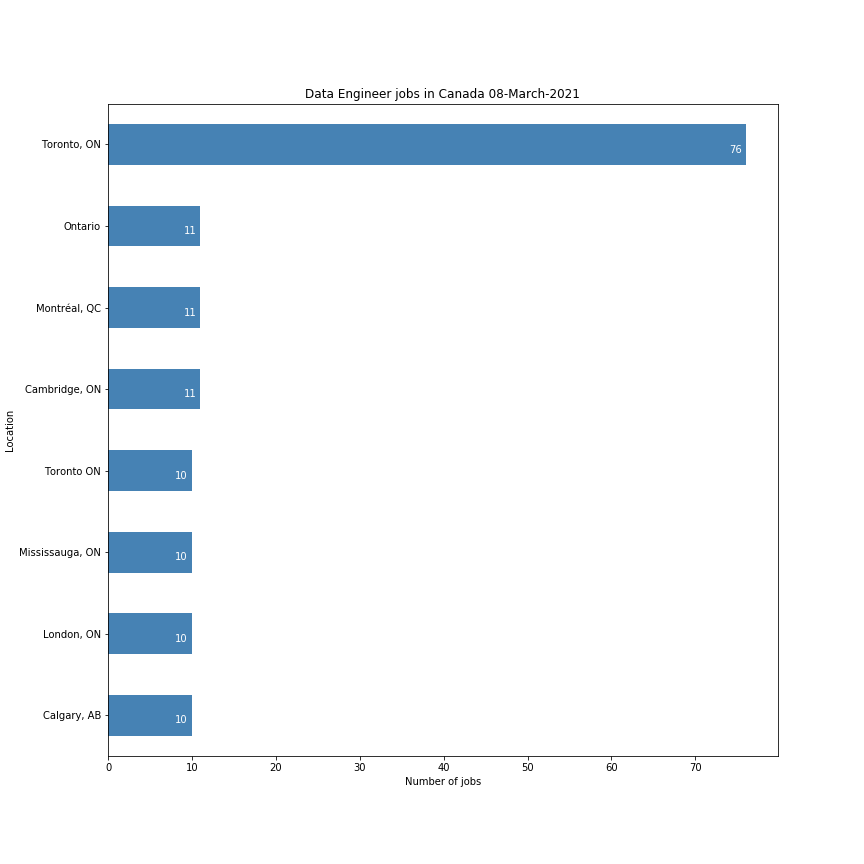 Data Engineer jobs in Canada 08-March-2021
Toronto, ON
76
Ontario
11
Montréal, QC
11
Cambridge, ON
11
Location
Toronto ON
10
Mississauga, ON
10
London, ON
10
Calgary, AB
10
0 10 20 30 40 50 60 70
Number of jobs